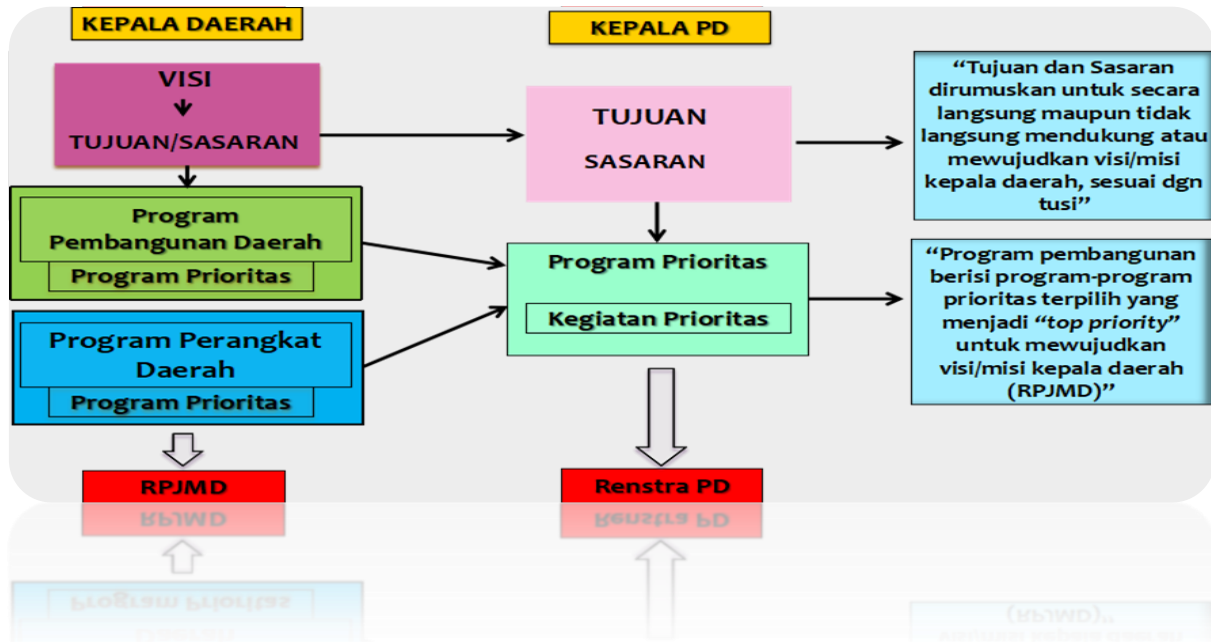 KEPALA DAERAH
VISI
TUJUAN/SASARAN
Program
Pembangunan Daerah
Program Prioritas
Program Perangkat
Daerah
Program Prioritas
RPJMD
KEPALA PD
TUJUAN
SASARAN
Program Prioritas
Kegiatan Prioritas
Renstra PD
“Tujuan dan Sasaran
dirumuskan untuk secara
langsung maupun tidak
langsung mendukung atau
mewujudkan visi/misi
kepala daerah, sesuai dgn
tusi”
“Program pembangunan
berisi program-program
prioritas terpilih yang
menjadi “top priority”
untuk mewujudkan
visi/misi kepala daerah
(RPJMD)”